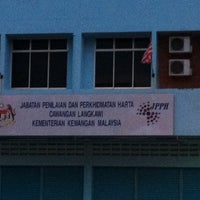 JABATAN PENILAIAN DAN PERKHIDMATAN HARTA
CAWANGAN LANGKAWI
KEMENTERIAN KEWANGAN MALAYSIA
JPPH